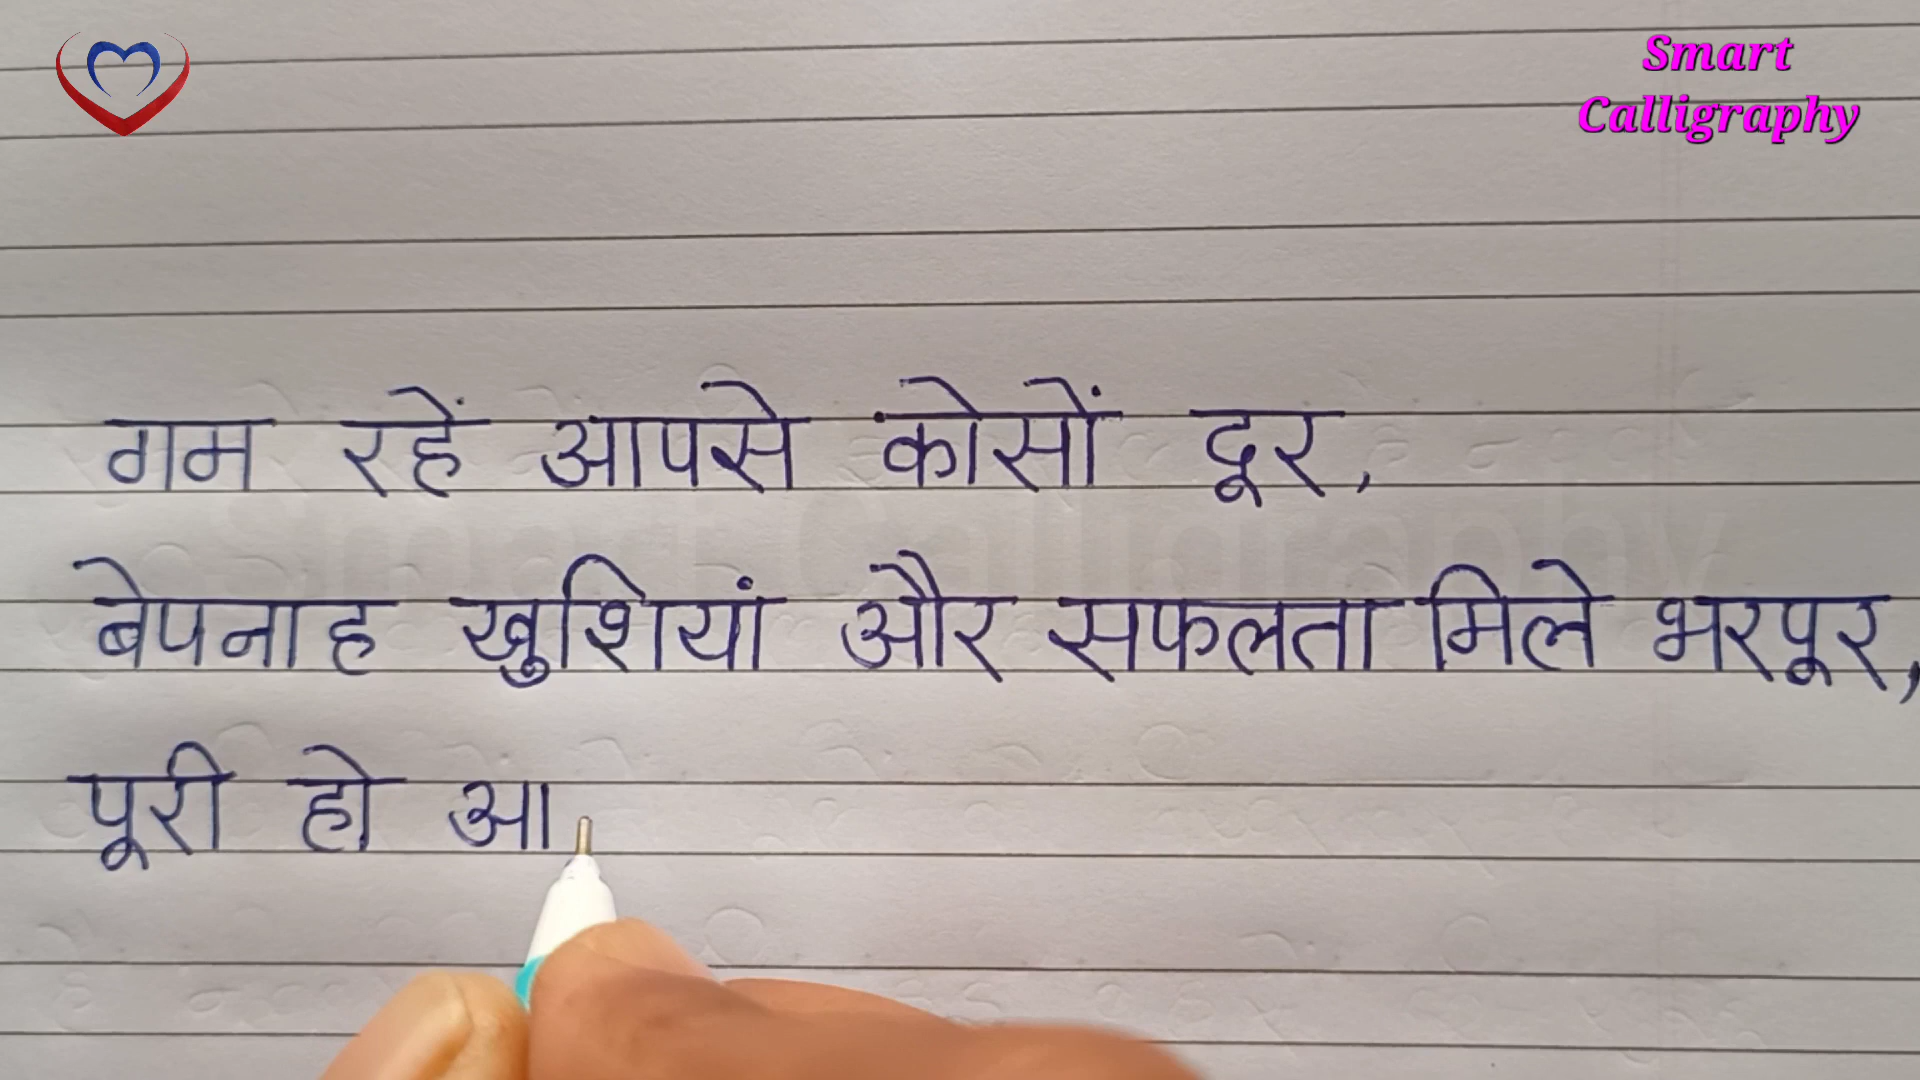 Smart
Calligraphy
गम रहें आपसे कोसों दूर,
बेपनाह खुशियां और सफलता मिले भरपूर,
पूरी हो आ